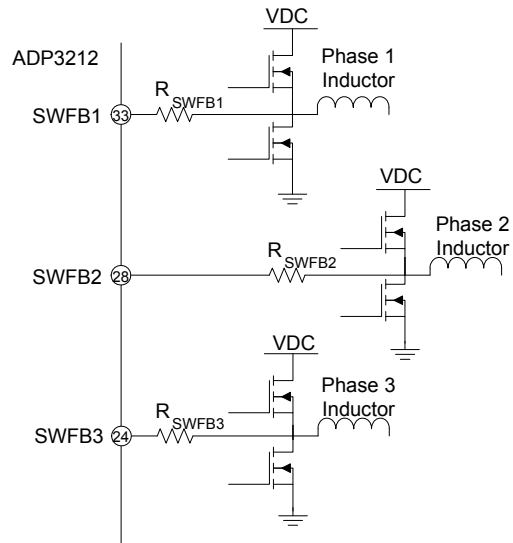 VDC
ADP3212
Phase 1
Inductor
R SWFB1
SWFB1
33
VDC
Phase 2
Inductor
R SWFB2
SWFB2
28
VDC
Phase 3
Inductor
R SWFB3
SWFB3
24